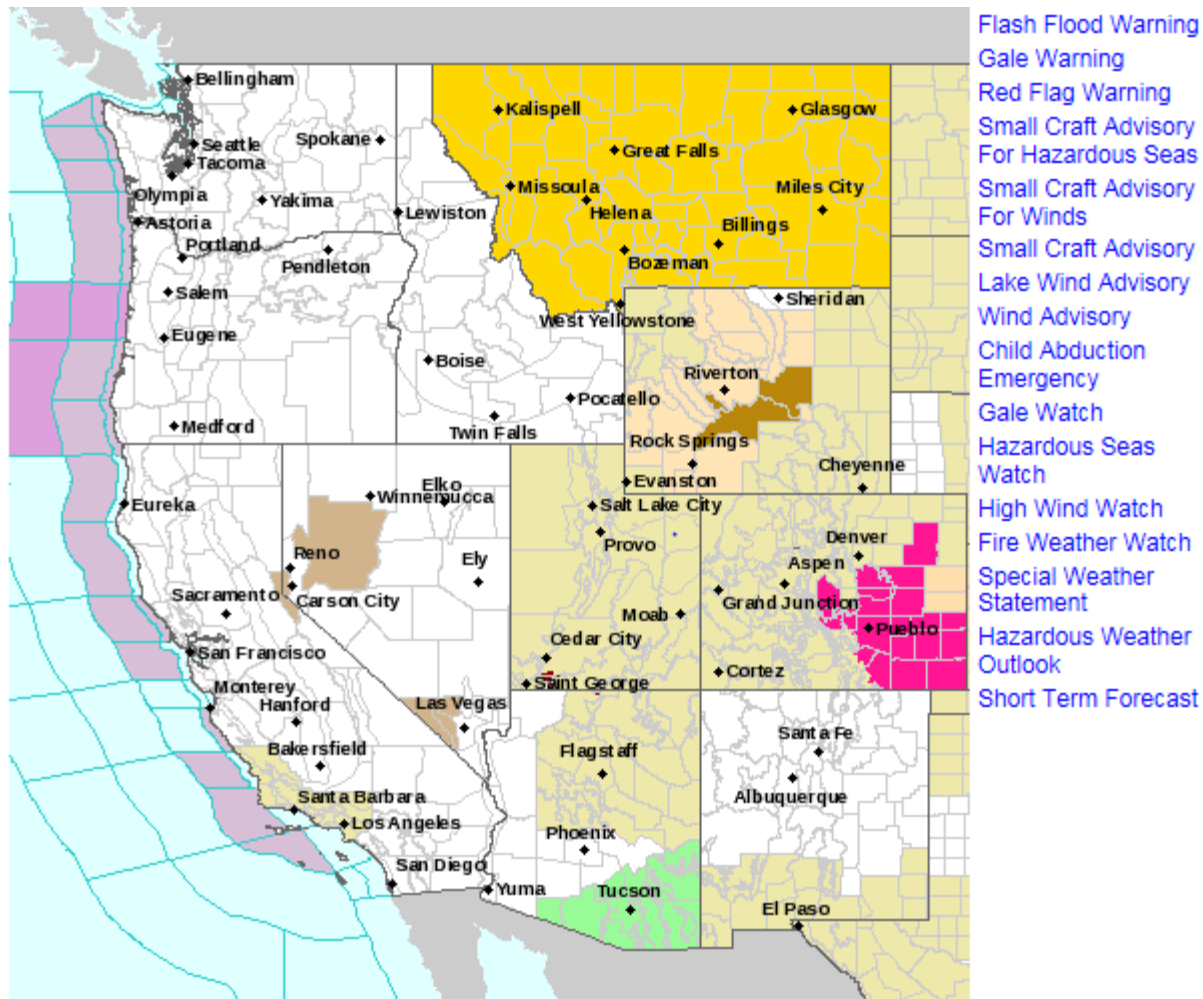 Bellingham
Kalispell
Glasgow
Seattle
Spokane
Great Falls
Tacoma
Missoula
Miles City
Olympia
Yakima
Helena
Lewiston
Astoria
Billings
Portland
Pendleton
Bozeman
Salem
Sheridan
West Yellowstone
Eugene
Boise
Riverton
Pocatello
Medford
Twin Falls
Rock Springs
Cheyenne
Evanston
Elko
Winnemucca
Eureka
Salt Lake City
Denver
Provo
Reno
Ely
Aspen
Sacramento
Carson City
Grand Junction
Moab
Pueblo
Cedar City
San Francisco
Cortez
Saint George
Monterey
Hanford
Las Vegas
Santa Fe
Flagstaff
Bakersfield
Albuquerque
Santa Barbara
Los Angeles
Phoenix
San Diego
Yuma
Tucson
El Paso
Flash Flood Warning
Gale Warning
Red Flag Warning
Small Craft Advisory
For Hazardous Seas
Small Craft Advisory
For Winds
Small Craft Advisory
Lake Wind Advisory
Wind Advisory
Child Abduction
Emergency
Gale Watch
Hazardous Seas
Watch
High Wind Watch
Fire Weather Watch
Special Weather
Statement
Hazardous Weather
Outlook
Short Term Forecast